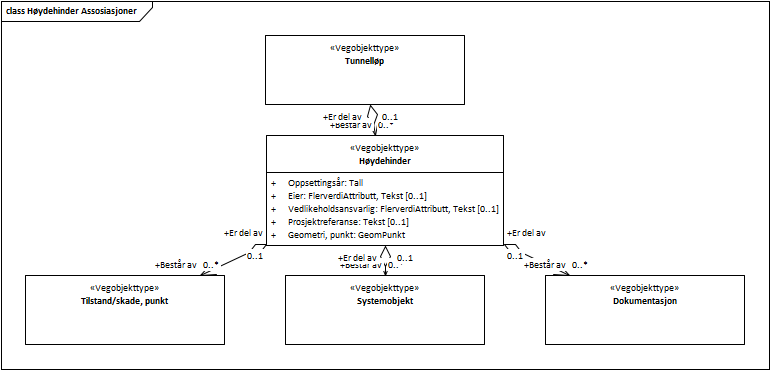 class Høydehinder Assosiasjoner
«Vegobjekttype»
Tunnelløp
+Er del av 0..1
+Består av 0..*
«Vegobjekttype»
Høydehinder
+ Oppsettingsår: Tall
+ Eier: FlerverdiAttributt, Tekst [0..1]
+ Vedlikeholdsansvarlig: FlerverdiAttributt, Tekst [0..1]
+ Prosjektreferanse: Tekst [0..1]
+ Geometri, punkt: GeomPunkt
+Er del av
0..1
+Består av 0..*
+Er del av 0..1
+Består av 0..*
+Er del av
0..1
+Består av 0..*
«Vegobjekttype»
Tilstand/skade, punkt
«Vegobjekttype»
Systemobjekt
«Vegobjekttype»
Dokumentasjon